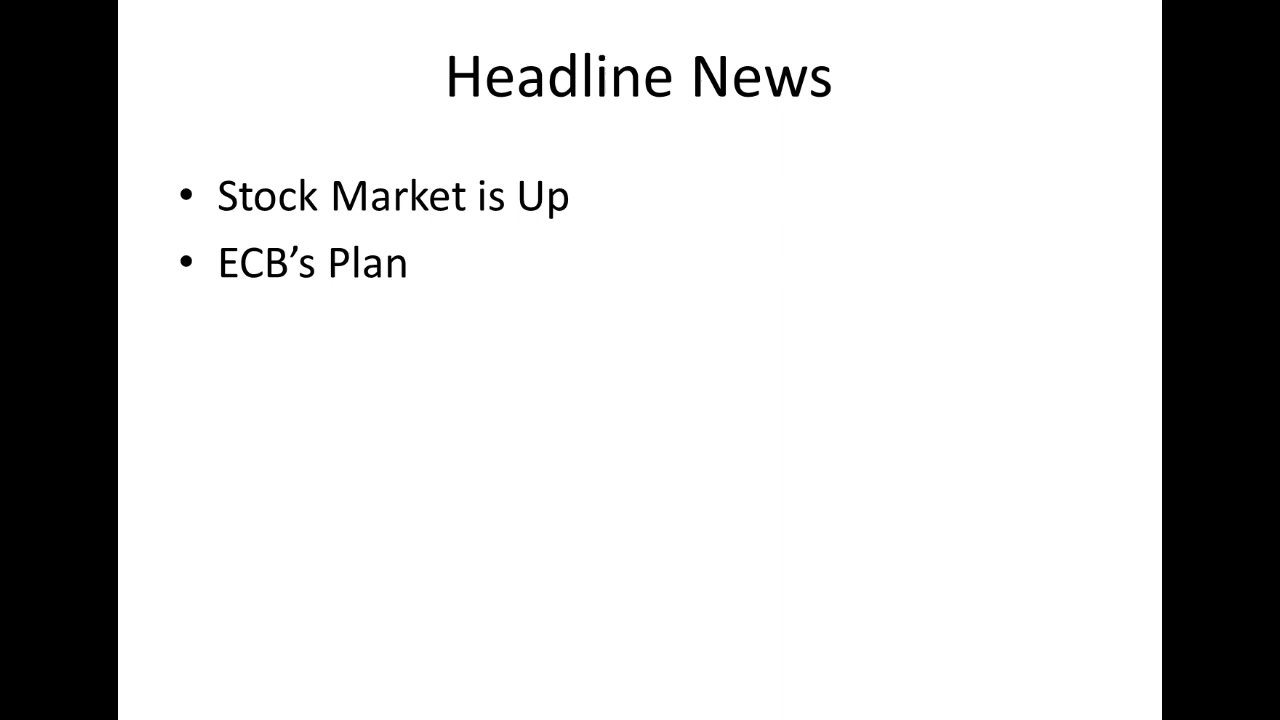 Headline News
• Stock Market is Up
• ECB’s Plan